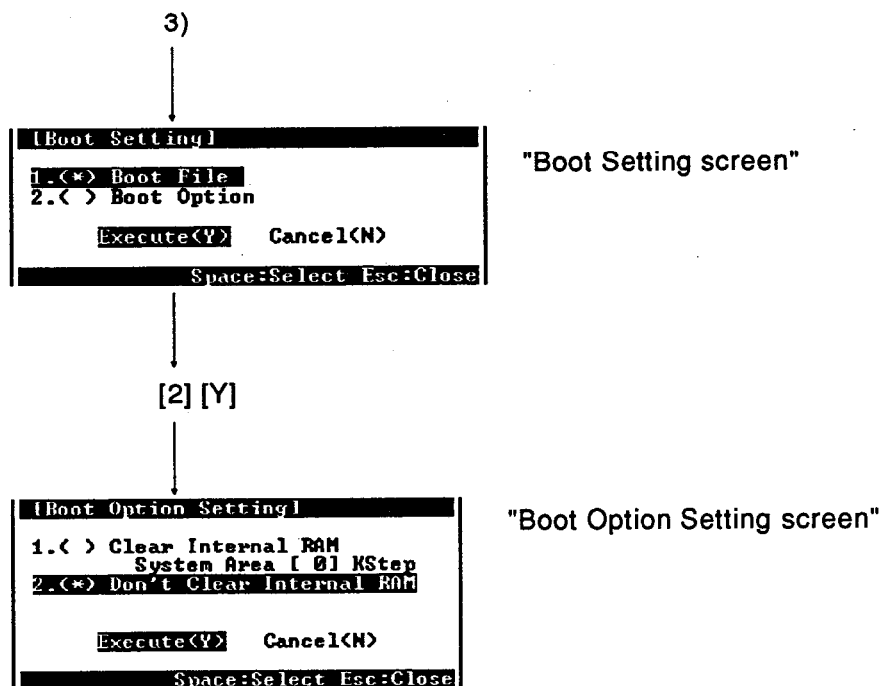 3)
[Boot Setting]
"Boot Setting screen"
1.(*) Boot File
2.( ) Boot Option
Execute(Y) Cancel(N)
Space:Select Esc:Close
[2] [Y]
[Boot Option Setting]
"Boot Option Setting screen"
1.( ) Clear Internal RAM
System Area [ 0] KStep
2.(*) Don't Clear Internal RAM
Execute(Y) Cancel(N)
Space:Select Esc:Close